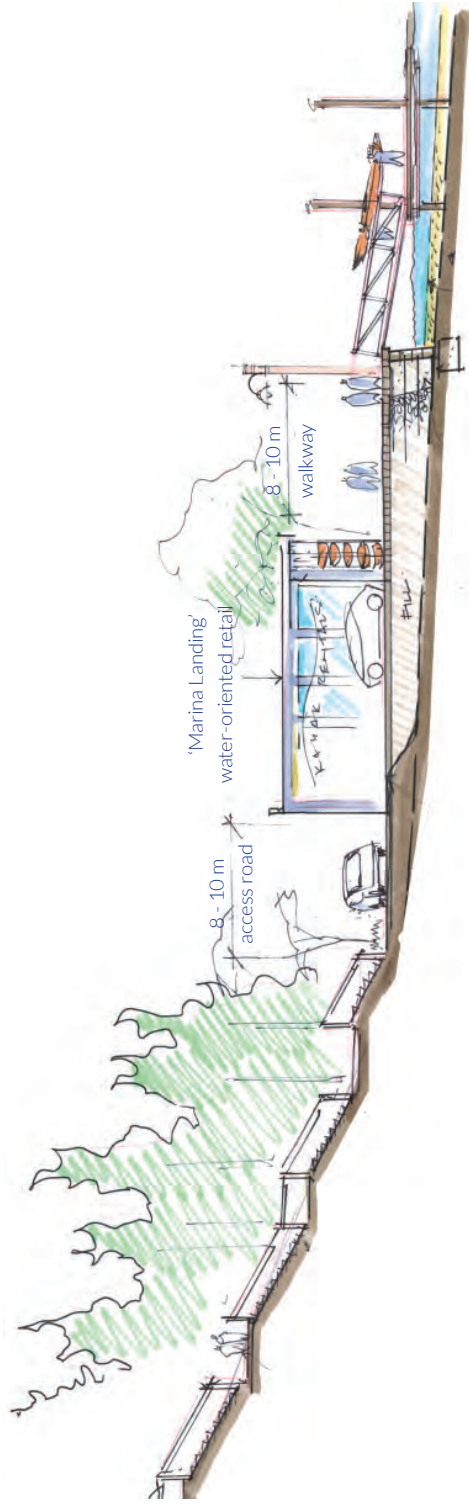 8 - 10 m
access road
‘Marina Landing’
water-oriented retail
8 - 10 m
walkway
KAYAK RENTALS
FILL